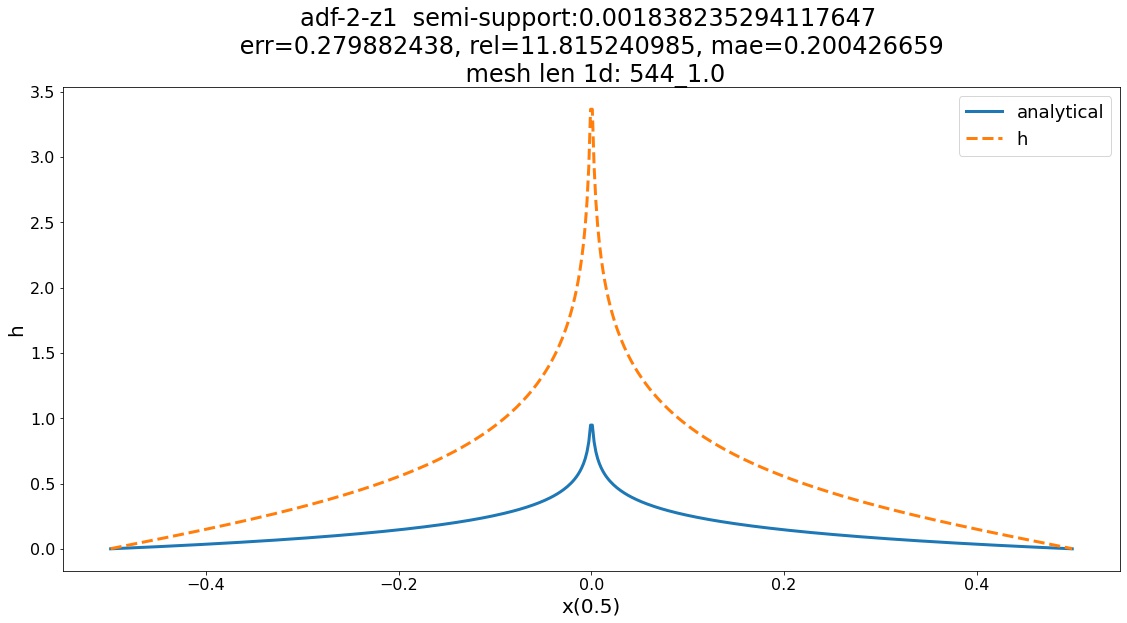 adf-2-z1 semi-support:0.0018382352941​17647
err=0.279882438, rel=11.815240985, mae=0.200426659
mesh len 1d: 544_1.0
3.5
3.0
2.5
2.0
1.5
1.0
0.5
0.0
h
analytical
h
−0.4
−0.2
0.0
0.2
0.4
x(0.5)